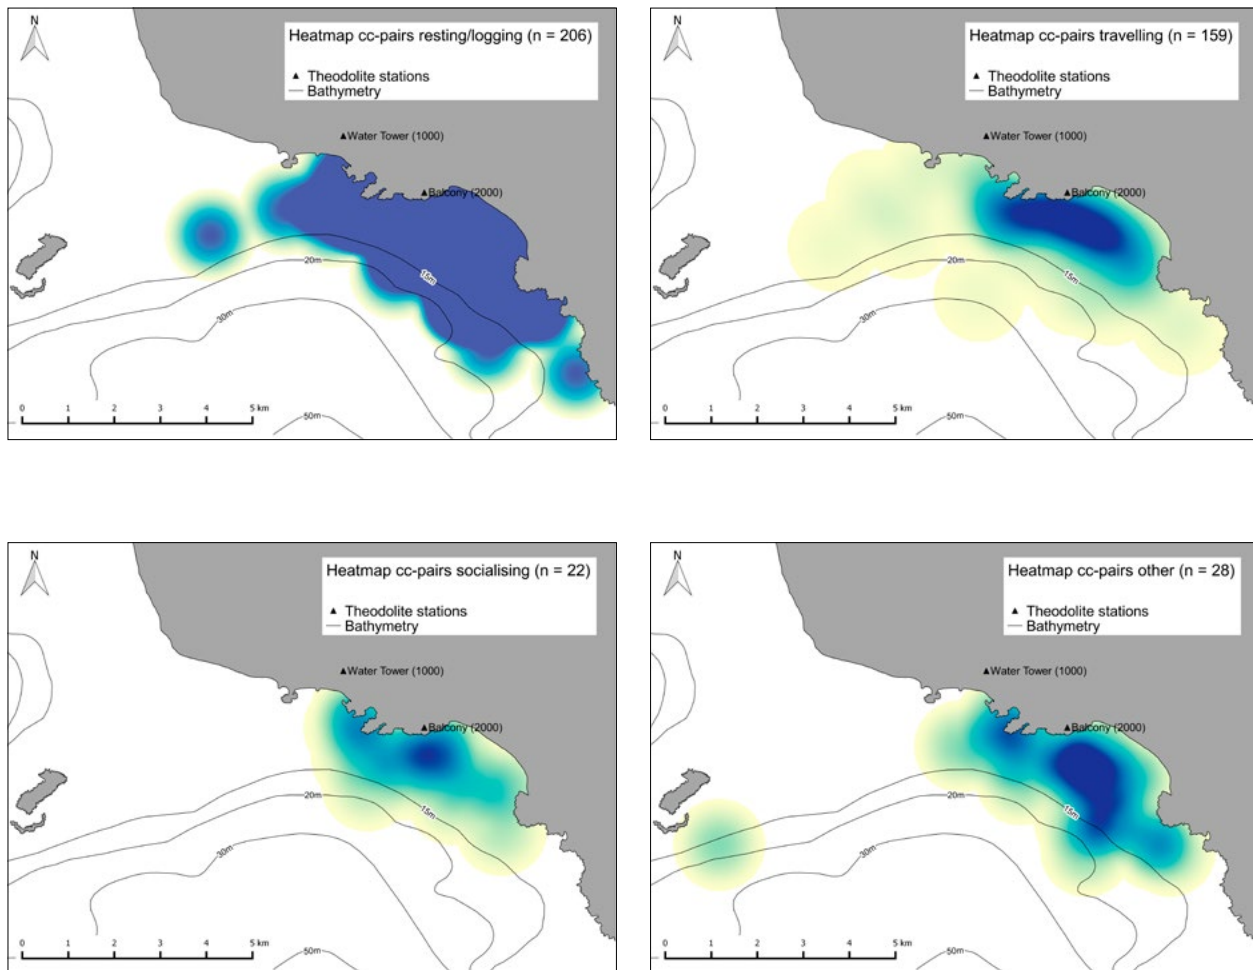 N
Heatmap cc-pairs resting/logging (n = 206)
Theodolite stations
Bathymetry
Water Tower (1000)
Balcony (2000)
15m
20m
30m
50m
0 1 2 3 4 5 km
N
Heatmap cc-pairs travelling (n = 159)
Theodolite stations
Bathymetry
Water Tower (1000)
Balcony (2000)
15m
20m
30m
50m
0 1 2 3 4 5 km
N
Heatmap cc-pairs socialising (n = 22)
Theodolite stations
Bathymetry
Water Tower (1000)
Balcony (2000)
15m
20m
30m
50m
0 1 2 3 4 5 km
N
Heatmap cc-pairs other (n = 28)
Theodolite stations
Bathymetry
Water Tower (1000)
Balcony (2000)
15m
20m
30m
50m
0 1 2 3 4 5 km